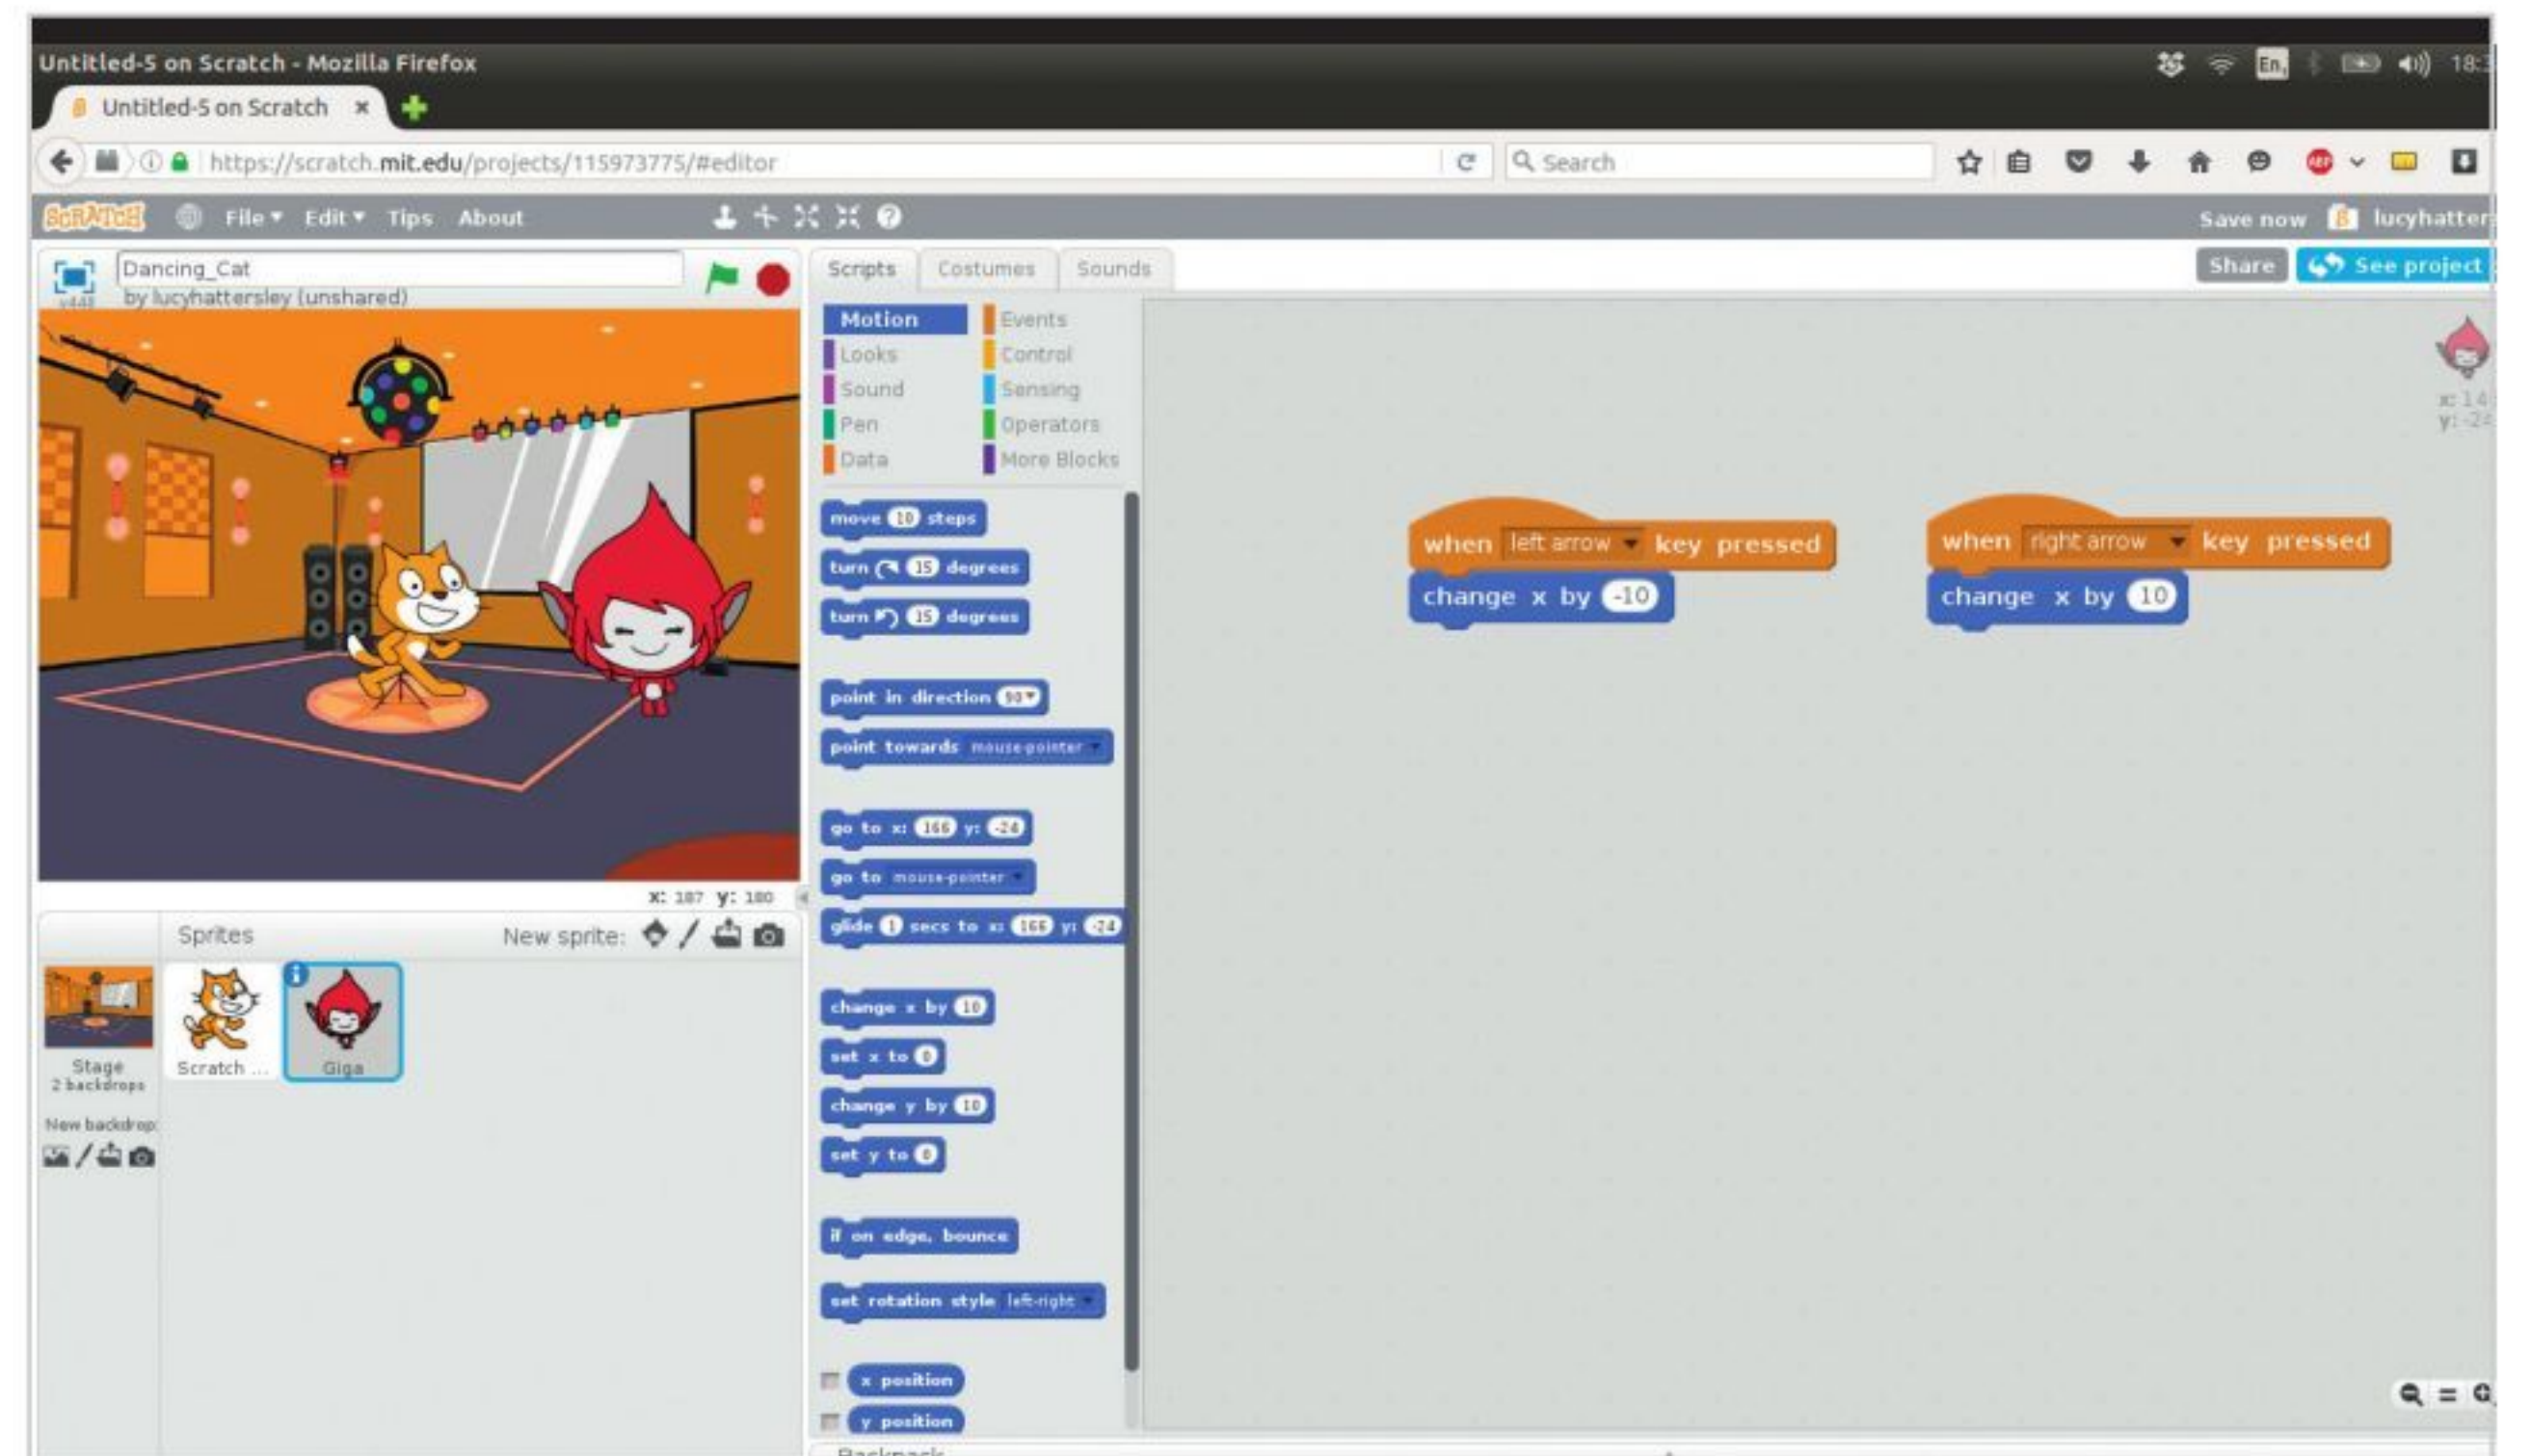 Untitled-5 on Scratch - Mozilla Firefox
En
Untitled-5 on Scratch
https://scratch.mit.edu/projects/115973775/#editor
Search
ABP
SCRATCH
File
Edit
Tips
About
Save now
lucyhatter
Dancing_Cat
by lucyhattersley (unshared)
Scripts
Costumes
Sounds
Share
See project
Motion
Looks
Sound
Pen
Data
Events
Control
Sensing
Operators
More Blocks
move 10 steps
turn 15 degrees
turn 15 degrees
point in direction 90
point towards mouse-pointer
go to x: 166 y: -24
go to mouse-pointer
glide 1 secs to x: 166 y: -24
change x by 10
set x to 0
change y by 10
set y to 0
if on edge, bounce
set rotation style left-right
x position
y position
when left arrow key pressed
change x by -10
when right arrow key pressed
change x by 10
x: 187 y: 180
Sprites
New sprite:
Stage
2 backdrops
New backdrop:
Scratch ...
Giga